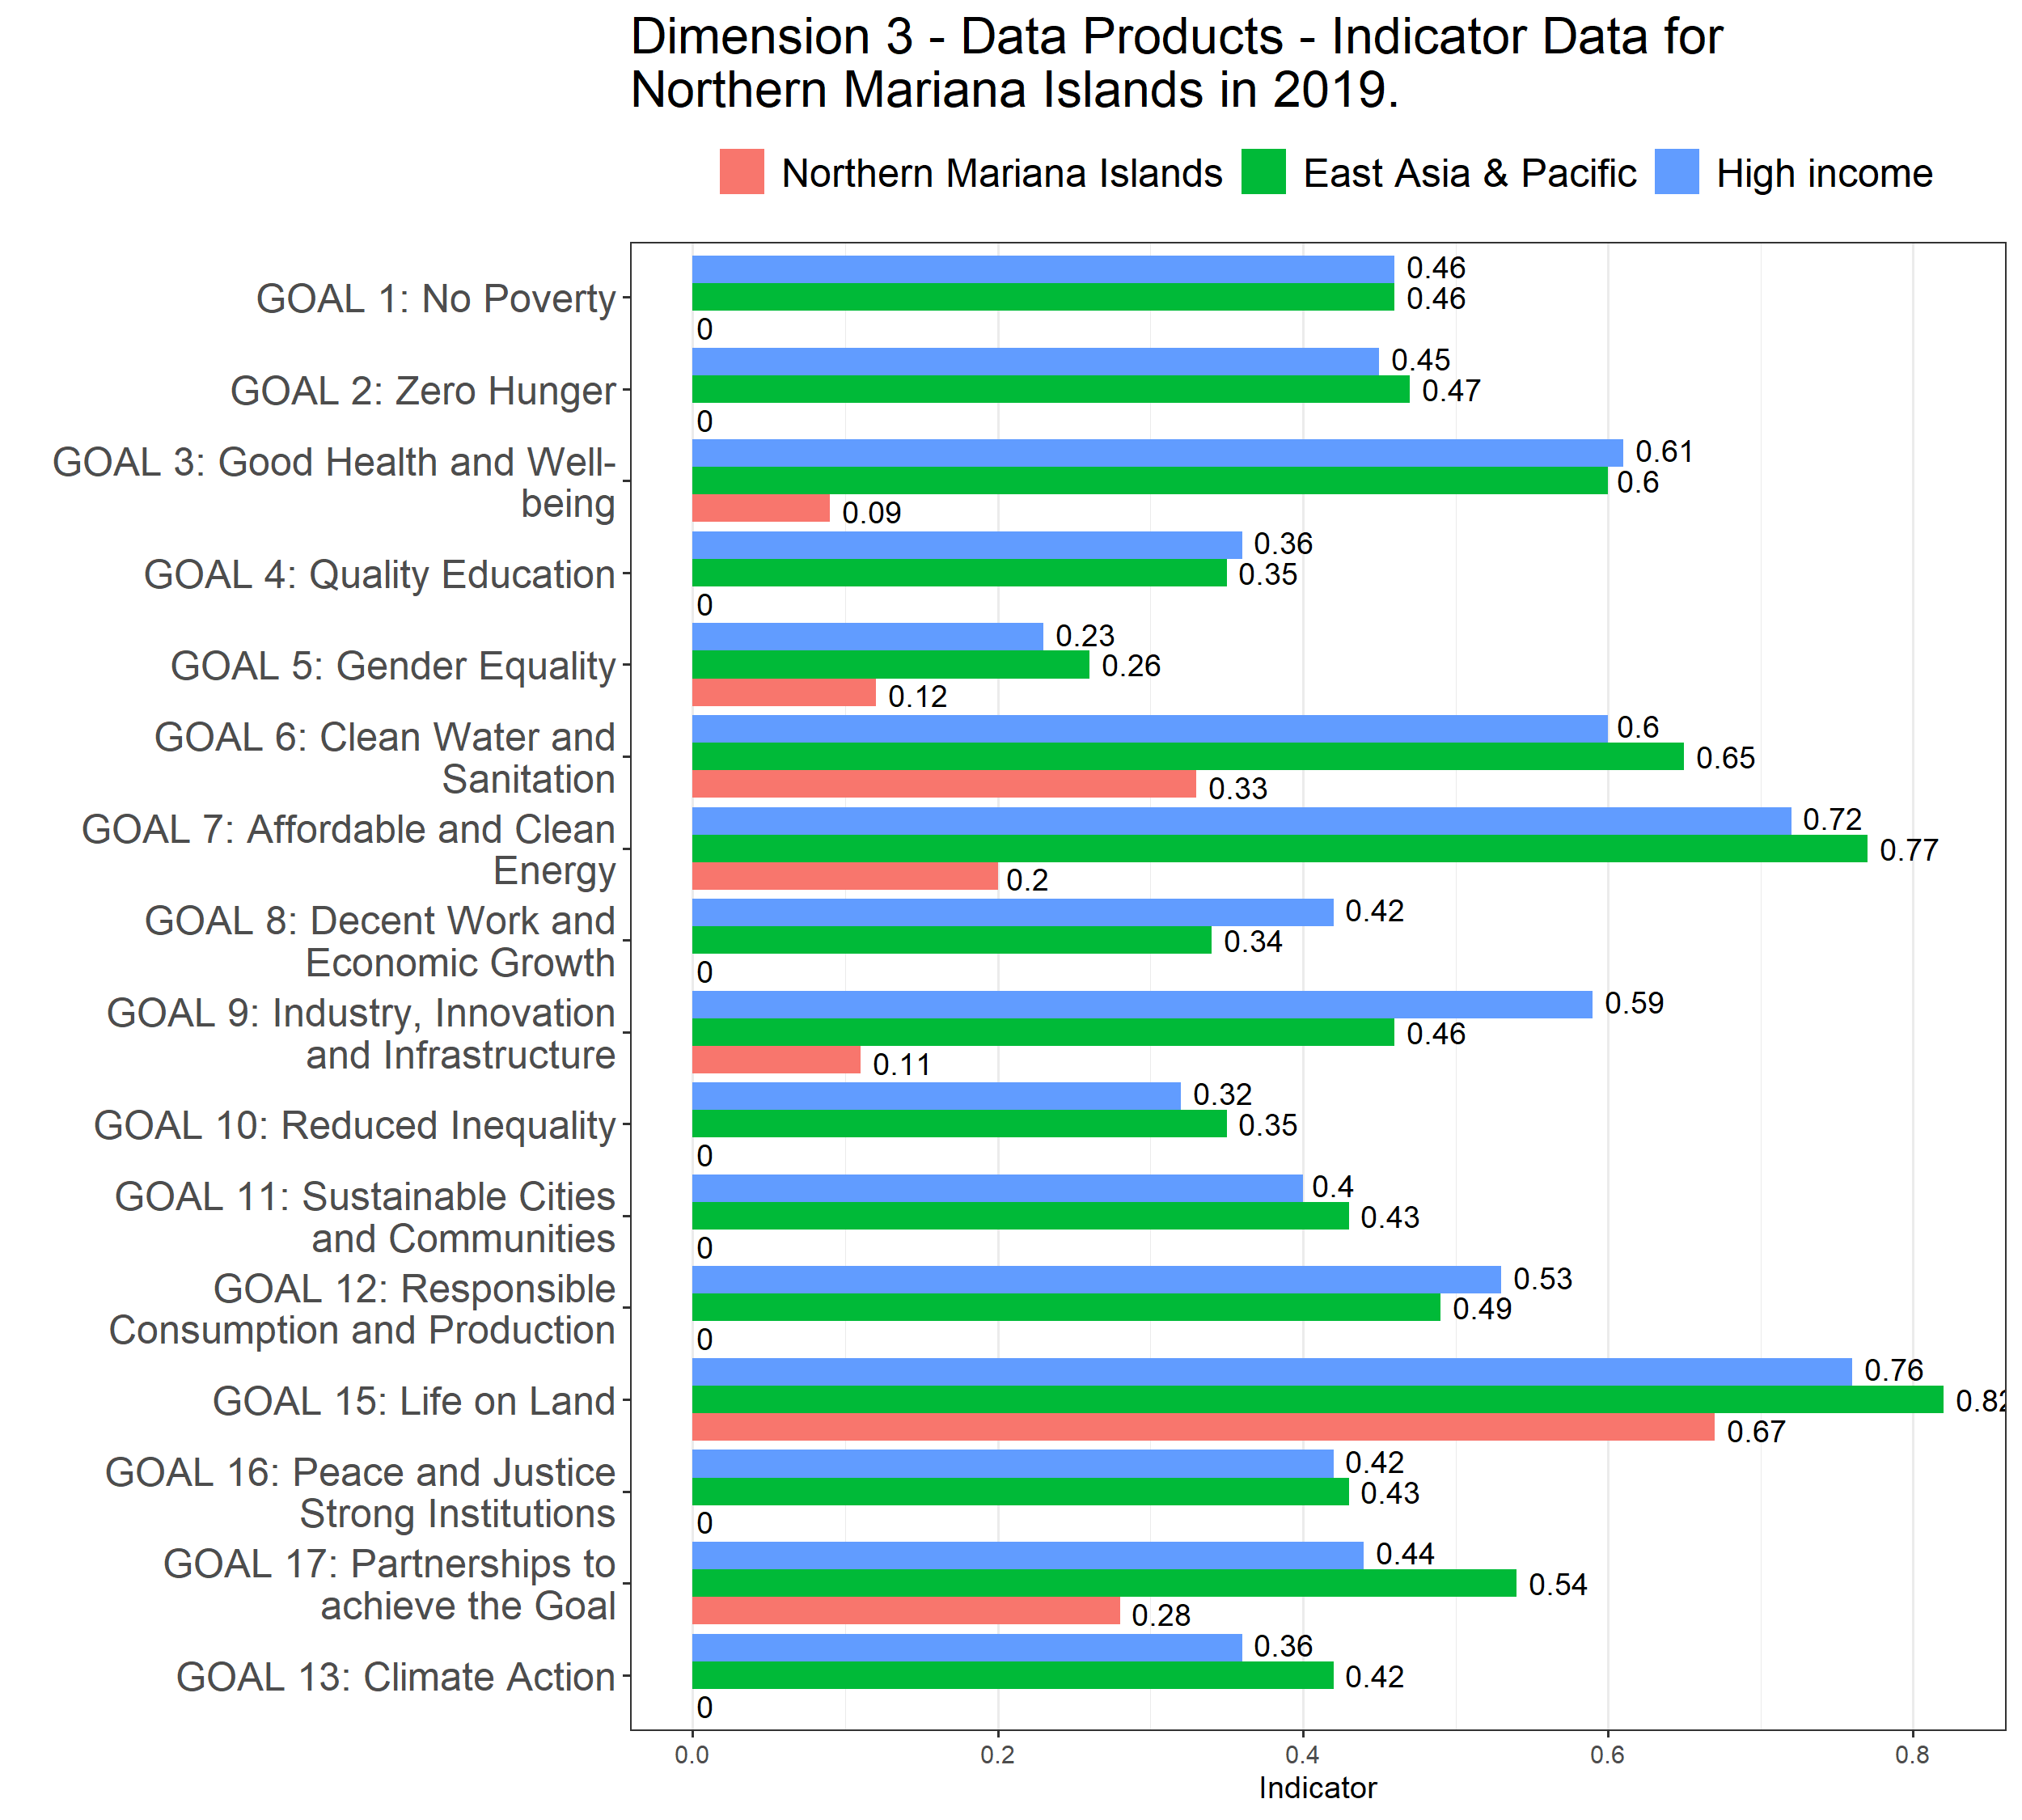 Dimension 3 - Data Products - Indicator Data for
Northern Mariana Islands in 2019.
Northern Mariana Islands East Asia & Pacific High income
GOAL 1: No Poverty
0.46
0.46
0
GOAL 2: Zero Hunger
0.45
0.47
0
GOAL 3: Good Health and Well-
being
0.61
0.6
0.09
GOAL 4: Quality Education
0.36
0.35
0
GOAL 5: Gender Equality
0.23
0.26
0.12
GOAL 6: Clean Water and
Sanitation
0.6
0.65
0.33
GOAL 7: Affordable and Clean
Energy
0.72
0.77
0.2
GOAL 8: Decent Work and
Economic Growth
0.42
0.34
0
GOAL 9: Industry, Innovation
and Infrastructure
0.59
0.46
0.11
GOAL 10: Reduced Inequality
0.32
0.35
0
GOAL 11: Sustainable Cities
and Communities
0.4
0.43
0
GOAL 12: Responsible
Consumption and Production
0.53
0.49
0
GOAL 15: Life on Land
0.76
0.82
0.67
GOAL 16: Peace and Justice
Strong Institutions
0.42
0.43
0
GOAL 17: Partnerships to
achieve the Goal
0.44
0.54
0.28
GOAL 13: Climate Action
0.36
0.42
0
0.0 0.2 0.4 0.6 0.8
Indicator